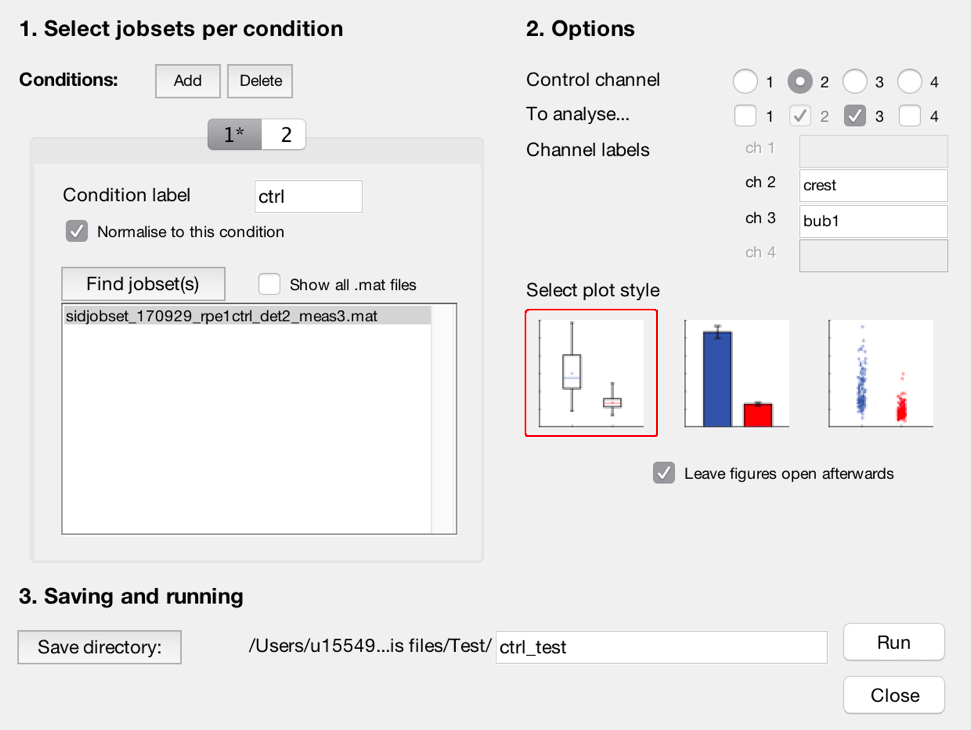 1. Select jobsets per condition
Conditions:
Add
Delete
1*
2
Condition label
ctrl
Normalise to this condition
Find jobset(s)
Show all .mat files
sidjobset_170929_rpe1ctrl_det2_meas3.mat
2. Options
Control channel
1
2
3
4
To analyse...
1
2
3
4
Channel labels
ch 1
ch 2
crest
ch 3
bub1
ch 4
Select plot style
Leave figures open afterwards
3. Saving and running
Save directory:
/Users/u15549...is files/Test/
ctrl_test
Run
Close